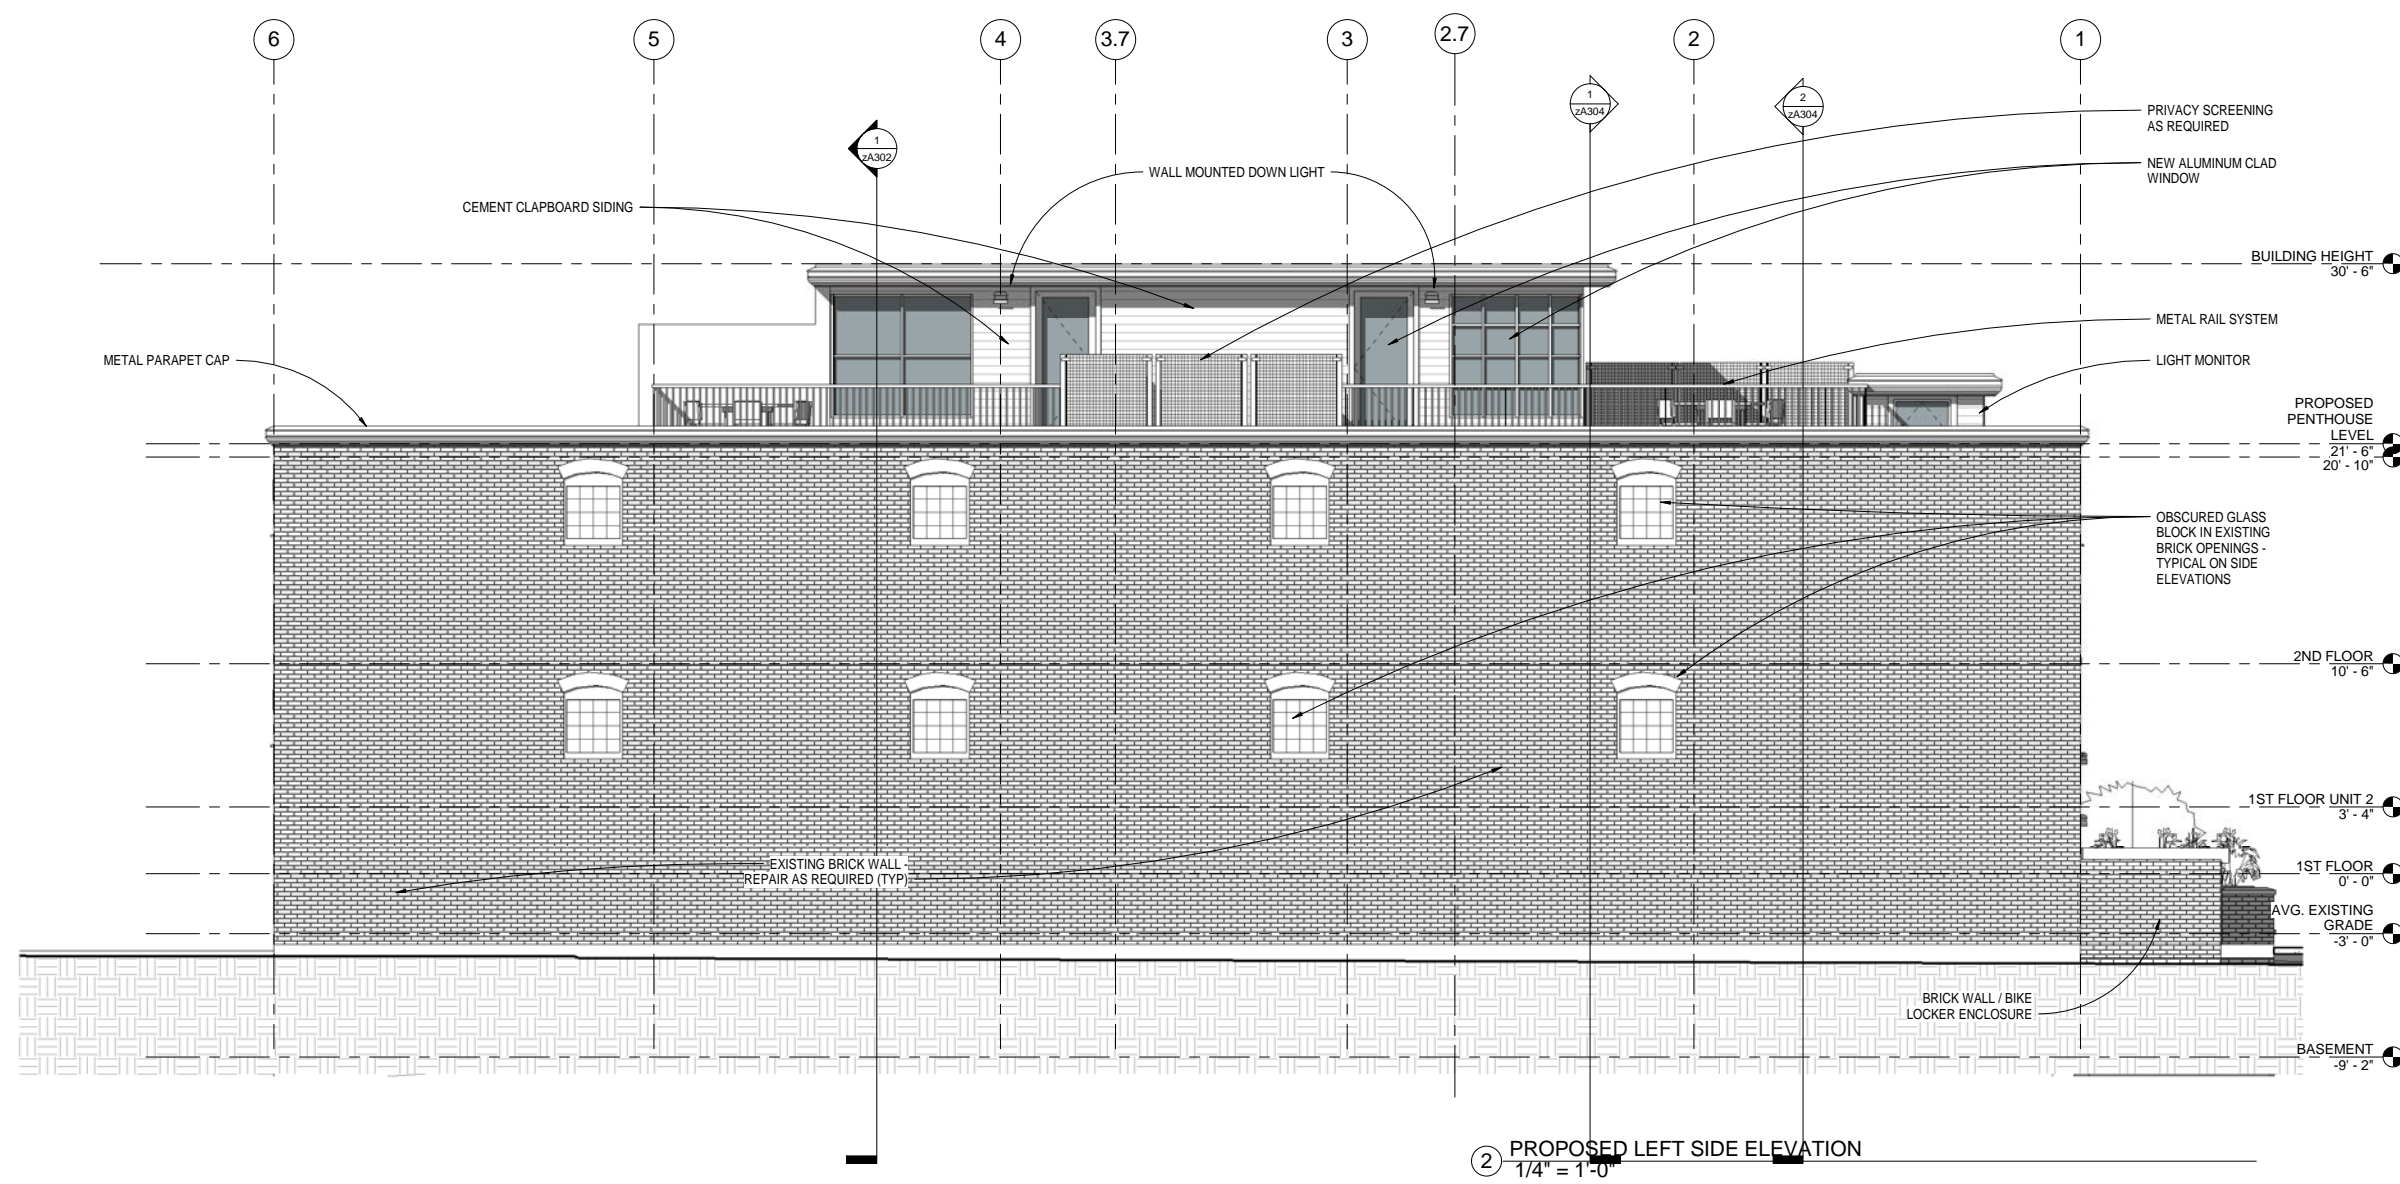 6
5
4
3.7
3
2.7
2
1
1
zA302
1
zA304
2
zA304
PRIVACY SCREENING
AS REQUIRED
NEW ALUMINUM CLAD
WINDOW
WALL MOUNTED DOWN LIGHT
CEMENT CLAPBOARD SIDING
BUILDING HEIGHT
30' - 6"
METAL RAIL SYSTEM
METAL PARAPET CAP
LIGHT MONITOR
PROPOSED
PENTHOUSE
LEVEL
21' - 6"
20' - 10"
OBSCURED GLASS
BLOCK IN EXISTING
BRICK OPENINGS -
TYPICAL ON SIDE
ELEVATIONS
2ND FLOOR
10' - 6"
1ST FLOOR UNIT 2
3' - 4"
EXISTING BRICK WALL -
REPAIR AS REQUIRED (TYP)
1ST FLOOR
0' - 0"
AVG. EXISTING
GRADE
-3' - 0"
BRICK WALL / BIKE
LOCKER ENCLOSURE
BASEMENT
-9' - 2"
2
PROPOSED LEFT SIDE ELEVATION
1/4" = 1'-0"